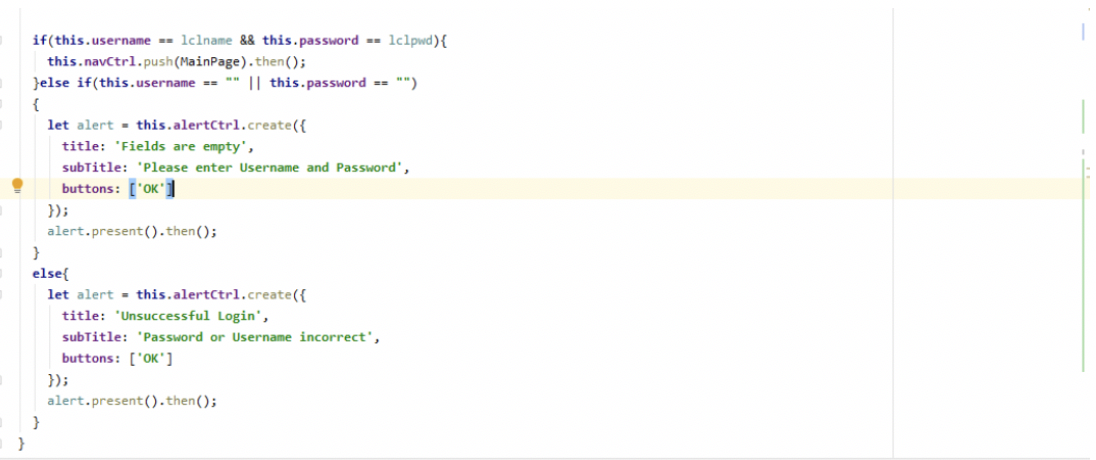 if(this.username == lclname && this.password == lclpwd){
this.navCtrl.push(MainPage).then();
}else if(this.username == "" || this.password == "")
{
let alert = this.alertCtrl.create({
title: 'Fields are empty',
subTitle: 'Please enter Username and Password',
buttons: ['OK']
});
alert.present().then();
}
else{
let alert = this.alertCtrl.create({
title: 'Unsuccessful Login',
subTitle: 'Password or Username incorrect',
buttons: ['OK']
});
alert.present().then();
}
}